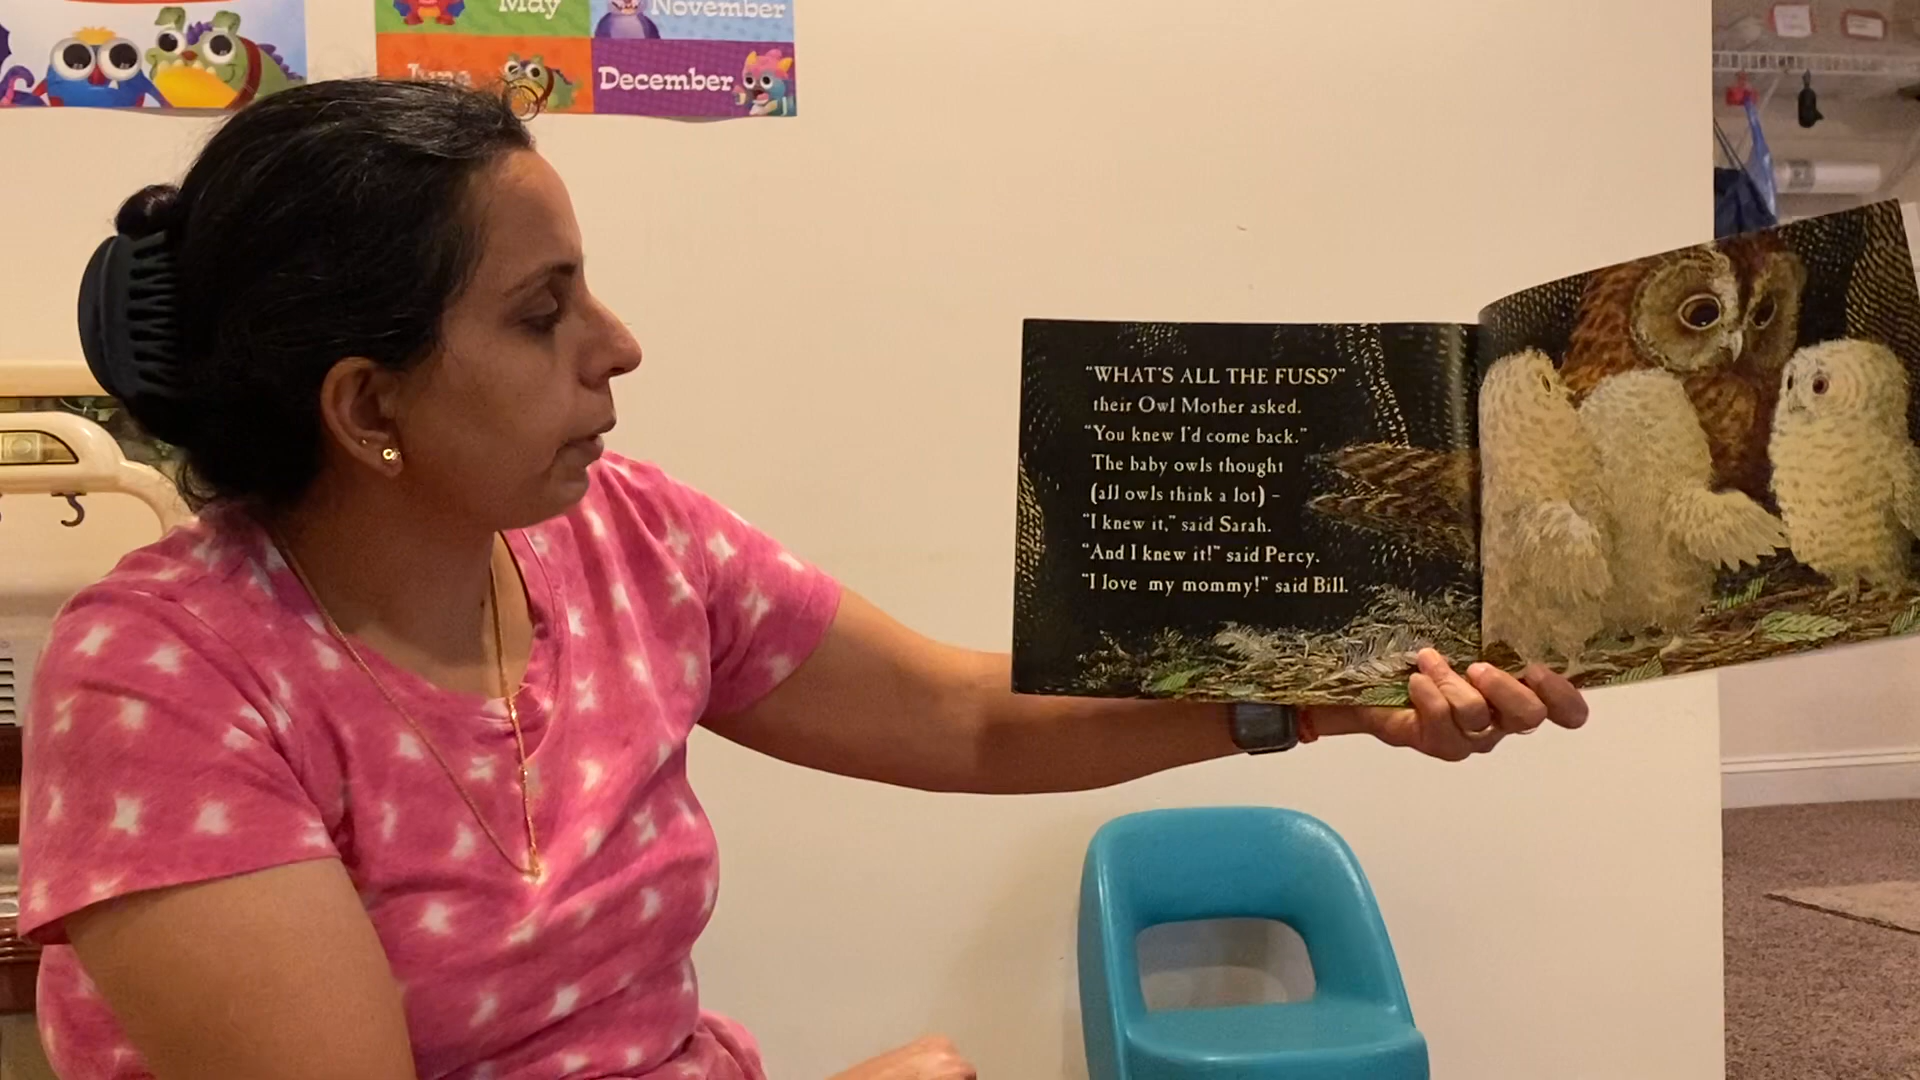 May
November
June
December
"WHAT'S ALL THE FUSS?"
their Owl Mother asked.
"You knew I'd come back."
The baby owls thought
(all owls think a lot) –
"I knew it," said Sarah.
"And I knew it!" said Percy.
"I love my mommy!" said Bill.